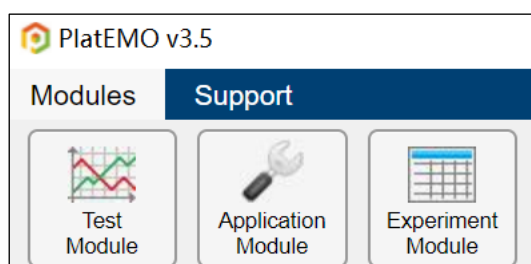 PlatEMO v3.5
Modules Support
Test
Module
Application
Module
Experiment
Module